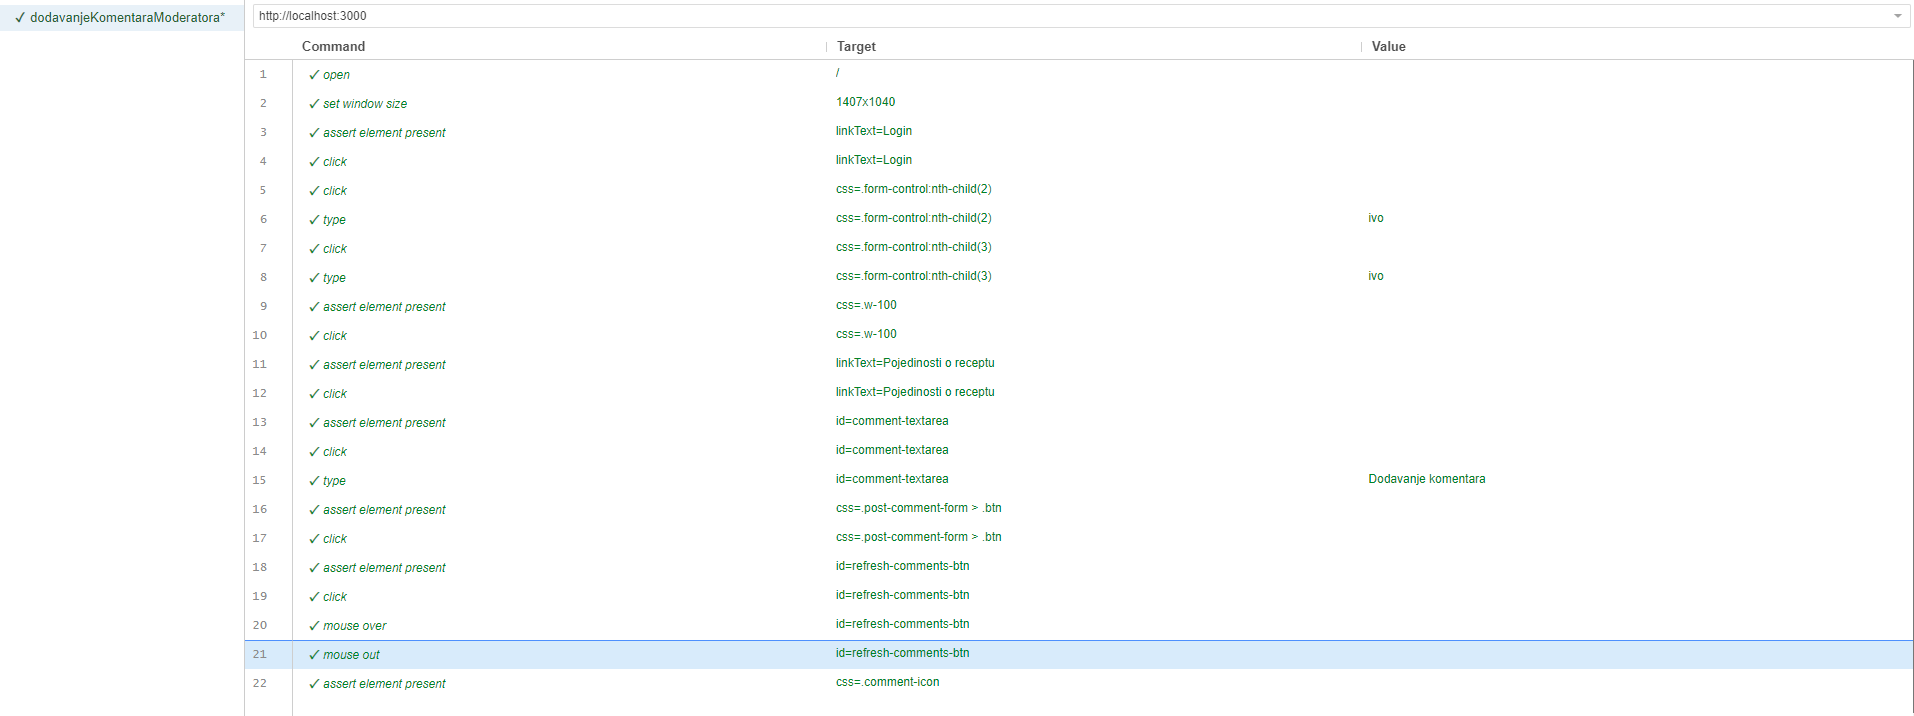 ✓ dodavanjeKomentaraModeratora*
http://localhost:3000
Command Target Value
1 ✓ open /
2 ✓ set window size 1407x1040
3 ✓ assert element present linkText=Login
4 ✓ click linkText=Login
5 ✓ click css=.form-control:nth-child(2)
6 ✓ type css=.form-control:nth-child(2) ivo
7 ✓ click css=.form-control:nth-child(3)
8 ✓ type css=.form-control:nth-child(3) ivo
9 ✓ assert element present css=.w-100
10 ✓ click css=.w-100
11 ✓ assert element present linkText=Pojedinosti o receptu
12 ✓ click linkText=Pojedinosti o receptu
13 ✓ assert element present id=comment-textarea
14 ✓ click id=comment-textarea
15 ✓ type id=comment-textarea Dodavanje komentara
16 ✓ assert element present css=.post-comment-form > .btn
17 ✓ click css=.post-comment-form > .btn
18 ✓ assert element present id=refresh-comments-btn
19 ✓ click id=refresh-comments-btn
20 ✓ mouse over id=refresh-comments-btn
21 ✓ mouse out id=refresh-comments-btn
22 ✓ assert element present css=.comment-icon